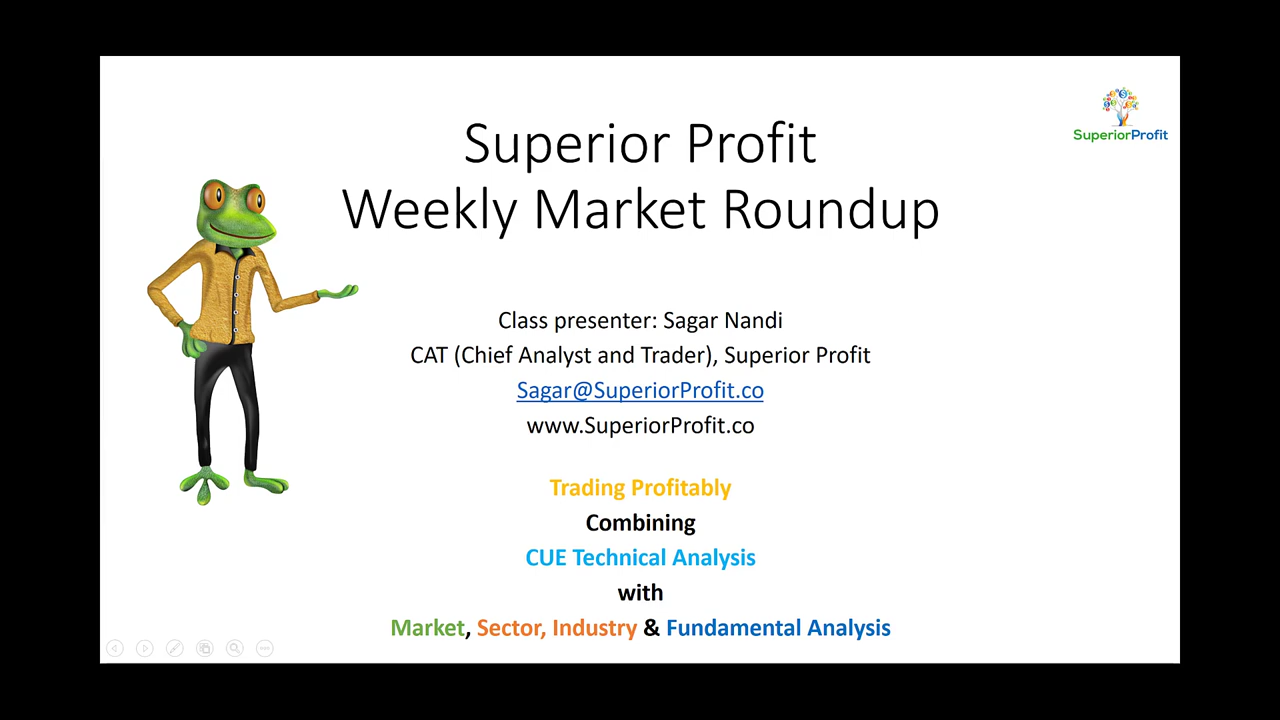 SuperiorProfit
Superior Profit
Weekly Market Roundup
Class presenter: Sagar Nandi
CAT (Chief Analyst and Trader), Superior Profit
Sagar@SuperiorProfit.co
www.SuperiorProfit.co
Trading Profitably
Combining
CUE Technical Analysis
with
Market, Sector, Industry & Fundamental Analysis